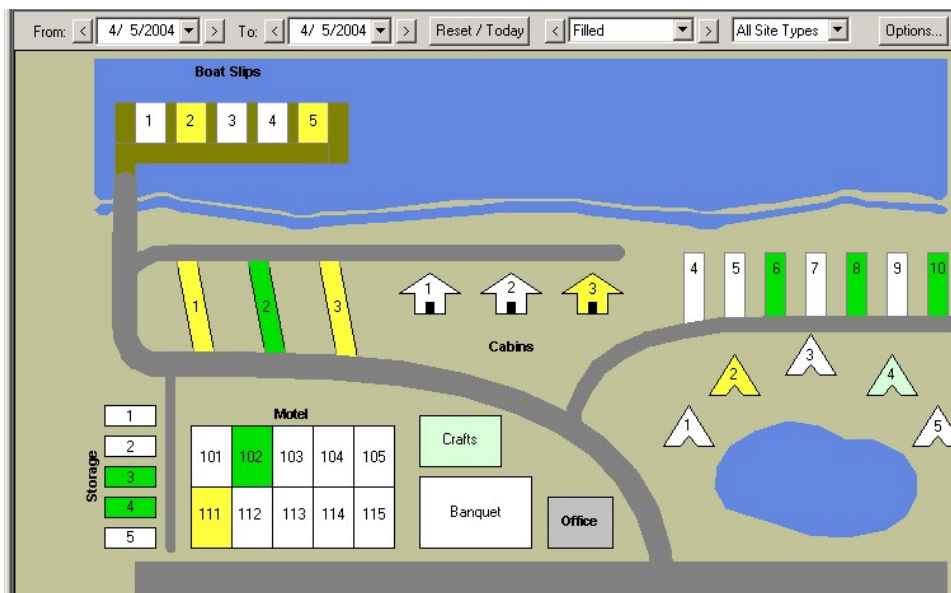 From: < 4/ 5/2004 > To: < 4/ 5/2004 > Reset / Today < Filled > All Site Types Options...
Boat Slips
1 2 3 4 5
4 5 6 7 8 9 10
1 2 3
1 2 3
Cabins
1 2 3 4 5
Storage
1
2
3
4
5
Motel
101 102 103 104 105
111 112 113 114 115
Crafts
Banquet
Office